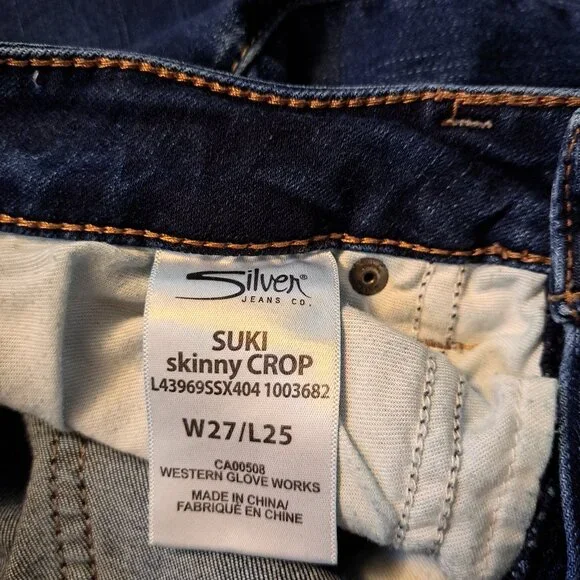 Silver®
JEANS CO.
SUKI
skinny CROP
L43969SSX404 1003682
W27/L25
CA00508
WESTERN GLOVE WORKS
MADE IN CHINA/
FABRIQUÉ EN CHINE